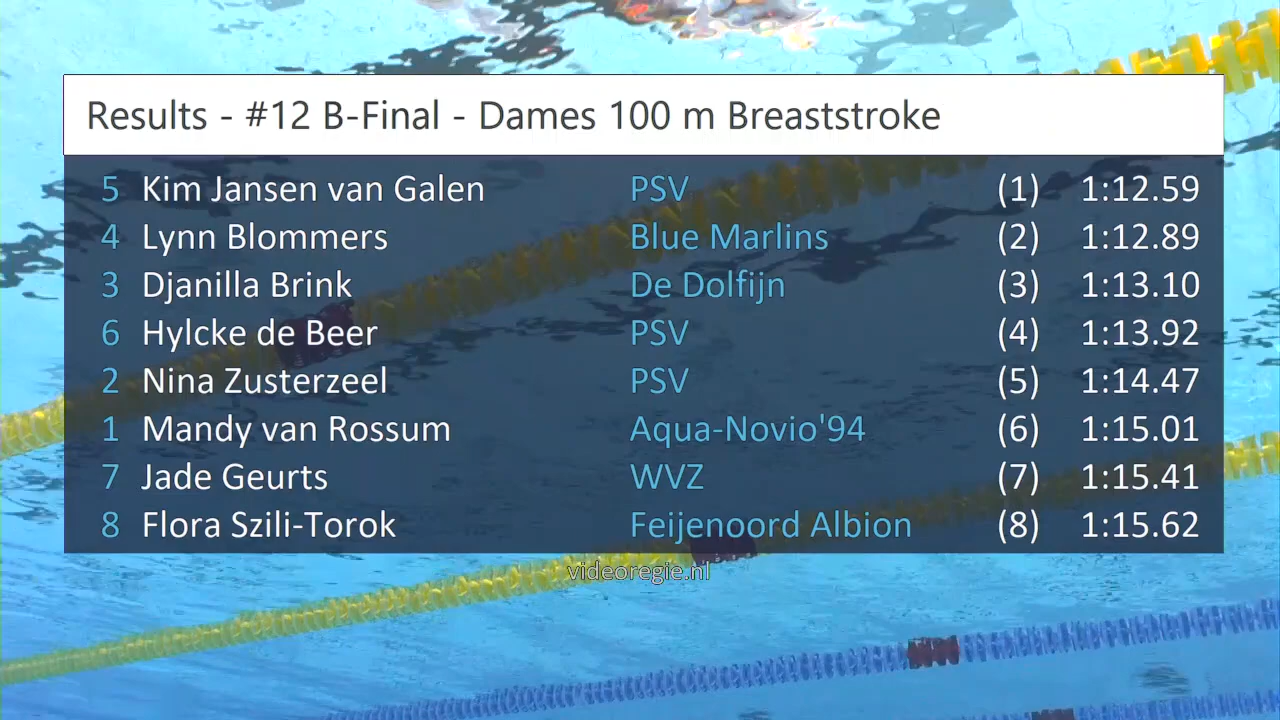 Results - #12 B-Final - Dames 100 m Breaststroke
5 Kim Jansen van Galen PSV (1) 1:12.59
4 Lynn Blommers Blue Marlins (2) 1:12.89
3 Djanilla Brink De Dolfijn (3) 1:13.10
6 Hylcke de Beer PSV (4) 1:13.92
2 Nina Zusterzeel PSV (5) 1:14.47
1 Mandy van Rossum Aqua-Novio'94 (6) 1:15.01
7 Jade Geurts WVZ (7) 1:15.41
8 Flora Szili-Torok Feijenoord Albion (8) 1:15.62
videoregie.nl